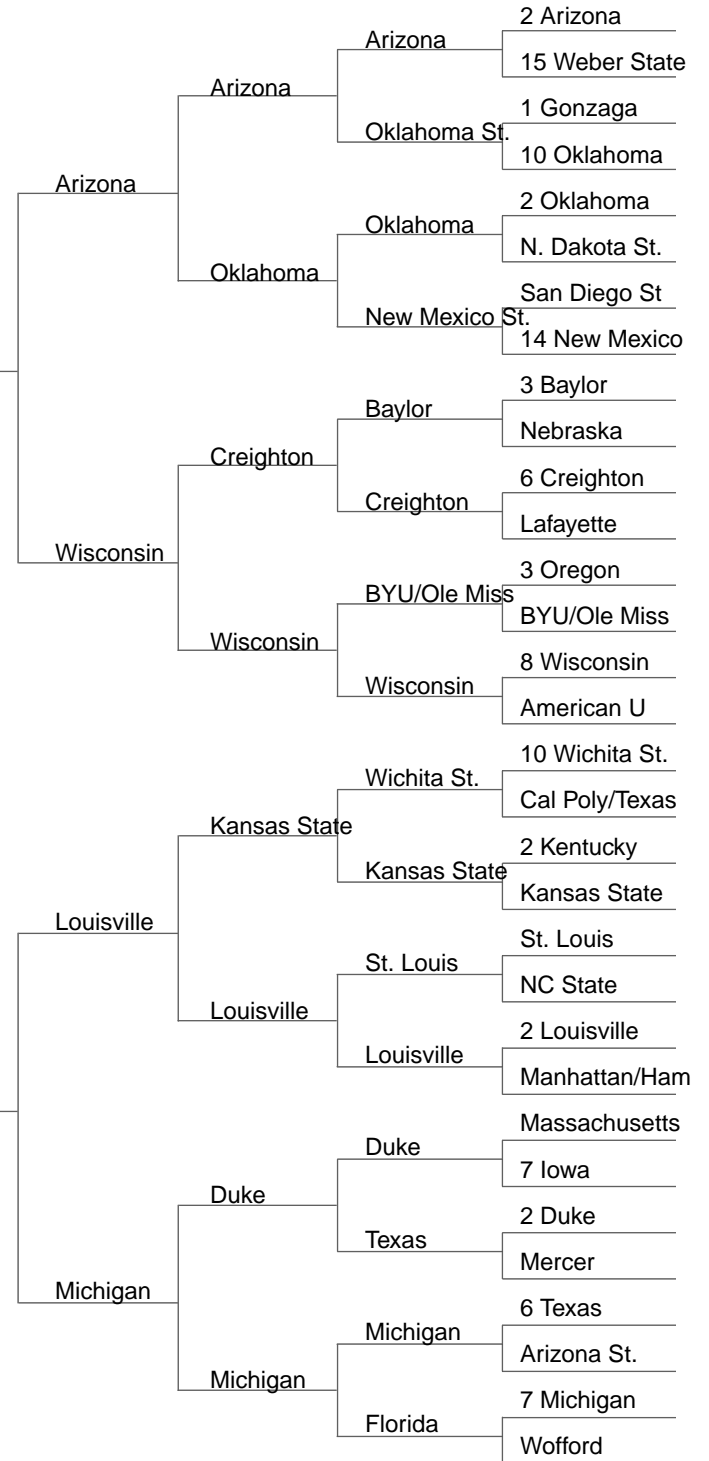 2 Arizona
Arizona
15 Weber State
Arizona
1 Gonzaga
Oklahoma St.
10 Oklahoma
Arizona
2 Oklahoma
Oklahoma
N. Dakota St.
Oklahoma
San Diego St
New Mexico St.
14 New Mexico
3 Baylor
Baylor
Nebraska
Creighton
6 Creighton
Creighton
Lafayette
Wisconsin
3 Oregon
BYU/Ole Miss
BYU/Ole Miss
Wisconsin
8 Wisconsin
Wisconsin
American U
10 Wichita St.
Wichita St.
Cal Poly/Texas
Kansas State
2 Kentucky
Kansas State
Kansas State
Louisville
St. Louis
St. Louis
NC State
Louisville
2 Louisville
Louisville
Manhattan/Ham
Massachusetts
Duke
7 Iowa
Duke
2 Duke
Texas
Mercer
Michigan
6 Texas
Michigan
Arizona St.
Michigan
7 Michigan
Florida
Wofford